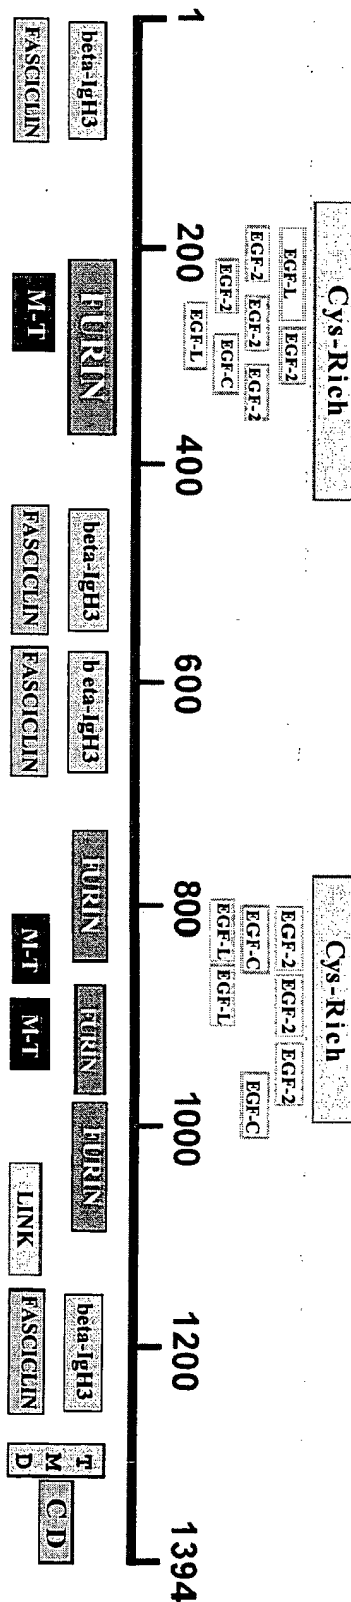 Cys-Rich Cys-Rich
EGF-L EGF-2 EGF-2 EGF-2 EGF-2
EGF-2 EGF-2 EGF-2 EGF-C EGF-C
EGF-2 EGF-C EGF-L EGF-L
EGF-L
1 200 400 600 800 1000 1200 1394
beta-IgH3 FURIN beta-IgH3 beta-IgH3 FURIN FURIN FURIN beta-IgH3
FASCICLIN M-T FASCICLIN FASCICLIN M-T M-T LINK FASCICLIN
T
M
D
CD